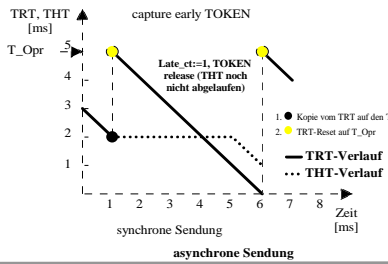 TRT, THT
[ms]
capture early TOKEN
T_Opr
5
4
3
2
1
Late_ct:=1, TOKEN
release (THT noch
nicht abgelaufen)
1. Kopie vom TRT auf den
2. TRT-Reset auf T_Opr
TRT-Verlauf
THT-Verlauf
1 2 3 4 5 6 7 8
Zeit
[ms]
synchrone Sendung
asynchrone Sendung